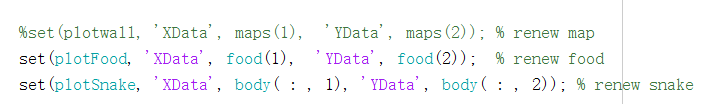 %set(plotwall, 'XData', maps(1),  'YData', maps(2)); % renew map
set(plotFood, 'XData', food(1),  'YData', food(2));  % renew food
set(plotSnake, 'XData', body( : , 1), 'YData', body( : , 2)); % renew snake